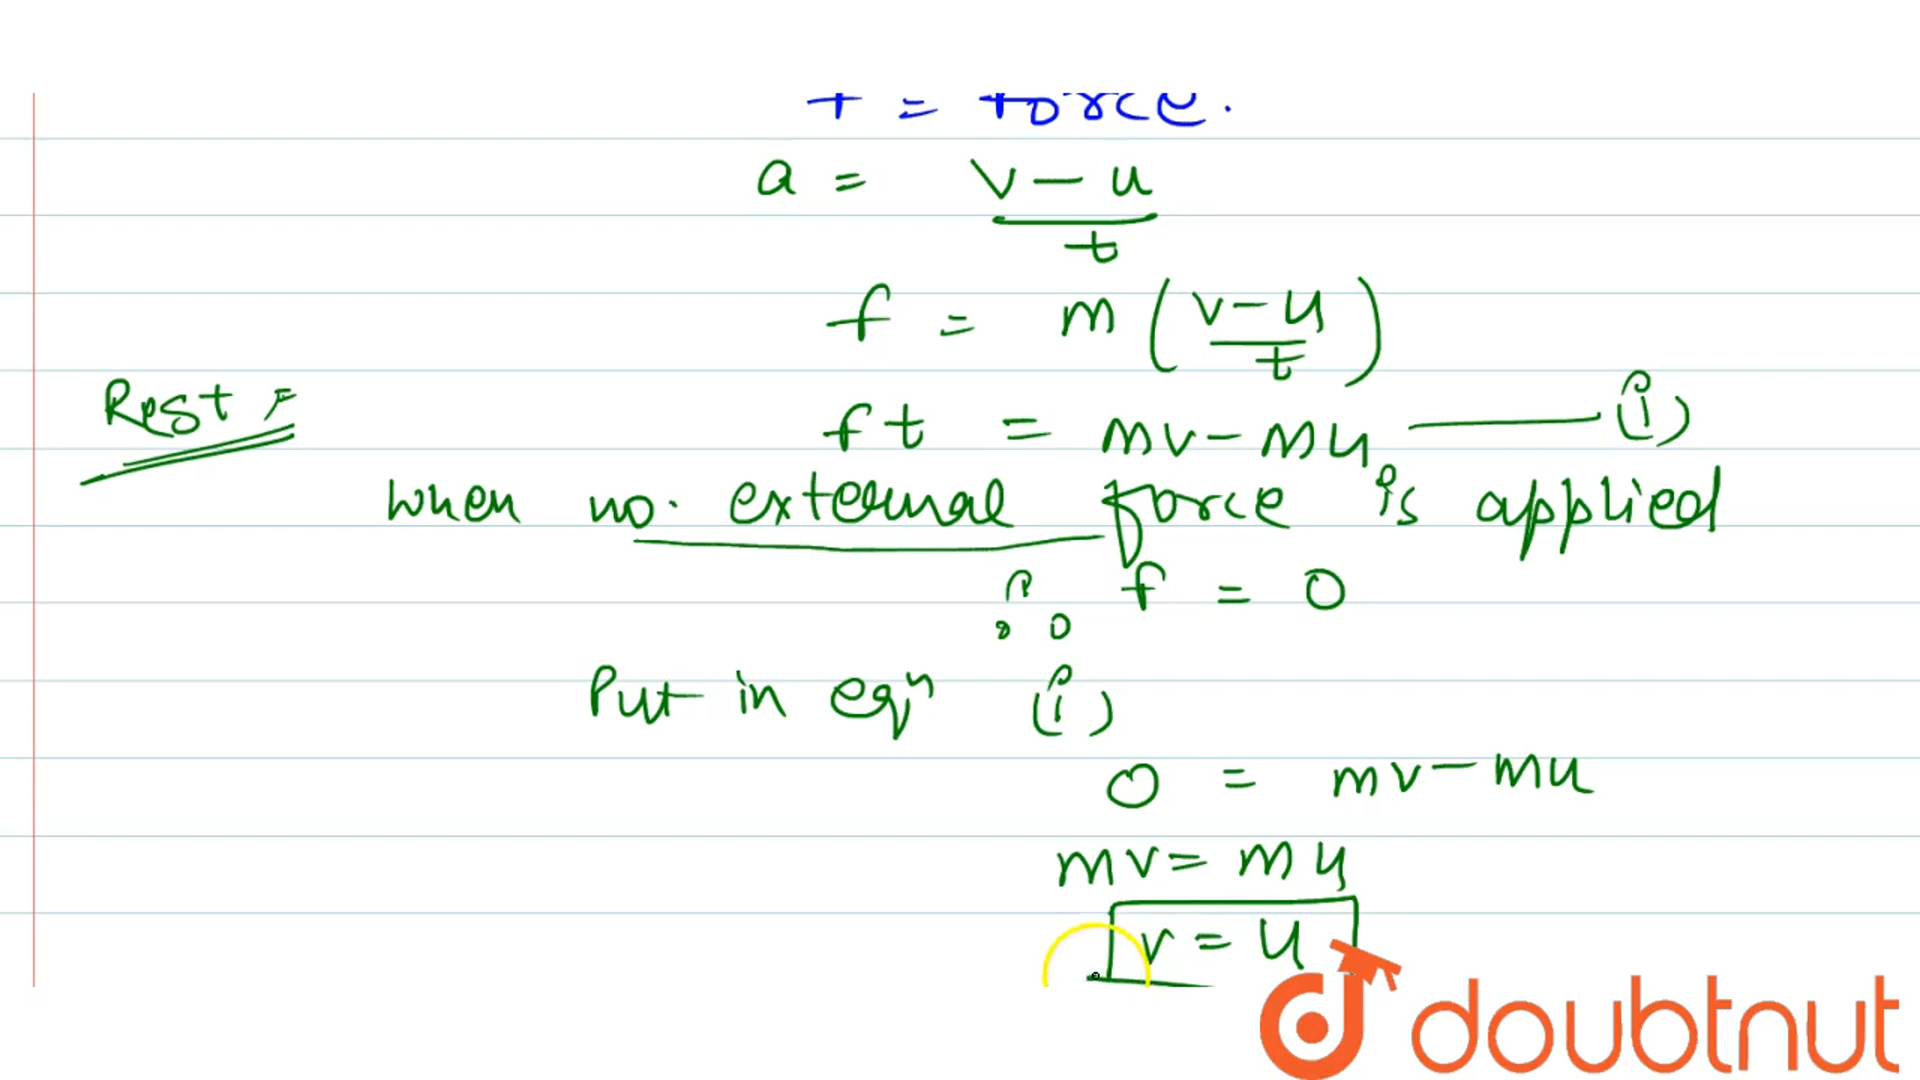 f = force.
a = v - u / t
f = m ( v - u / t )
Rest :-
ft = mv - mu ——— (i)
When no. external force is applied
∴ f = 0
Put in eqⁿ (i)
0 = mv - mu
mv = mu
v = u
doubtnut